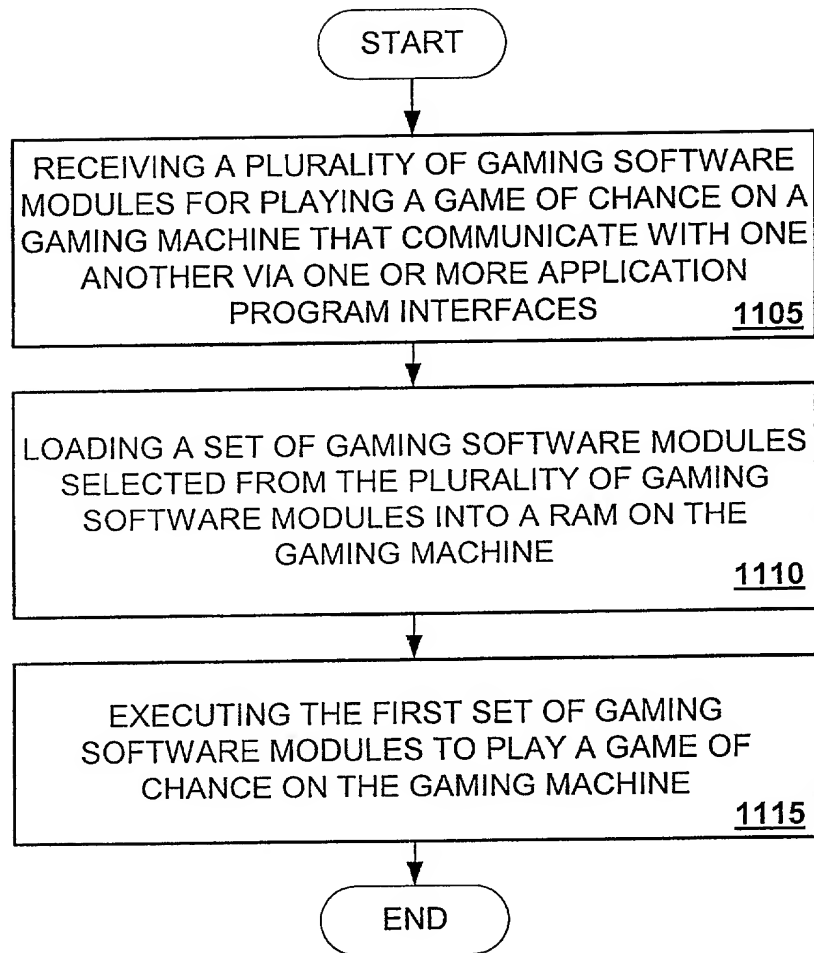 START
RECEIVING A PLURALITY OF GAMING SOFTWARE
MODULES FOR PLAYING A GAME OF CHANCE ON A
GAMING MACHINE THAT COMMUNICATE WITH ONE
ANOTHER VIA ONE OR MORE APPLICATION
PROGRAM INTERFACES
1105
LOADING A SET OF GAMING SOFTWARE MODULES
SELECTED FROM THE PLURALITY OF GAMING
SOFTWARE MODULES INTO A RAM ON THE
GAMING MACHINE
1110
EXECUTING THE FIRST SET OF GAMING
SOFTWARE MODULES TO PLAY A GAME OF
CHANCE ON THE GAMING MACHINE
1115
END